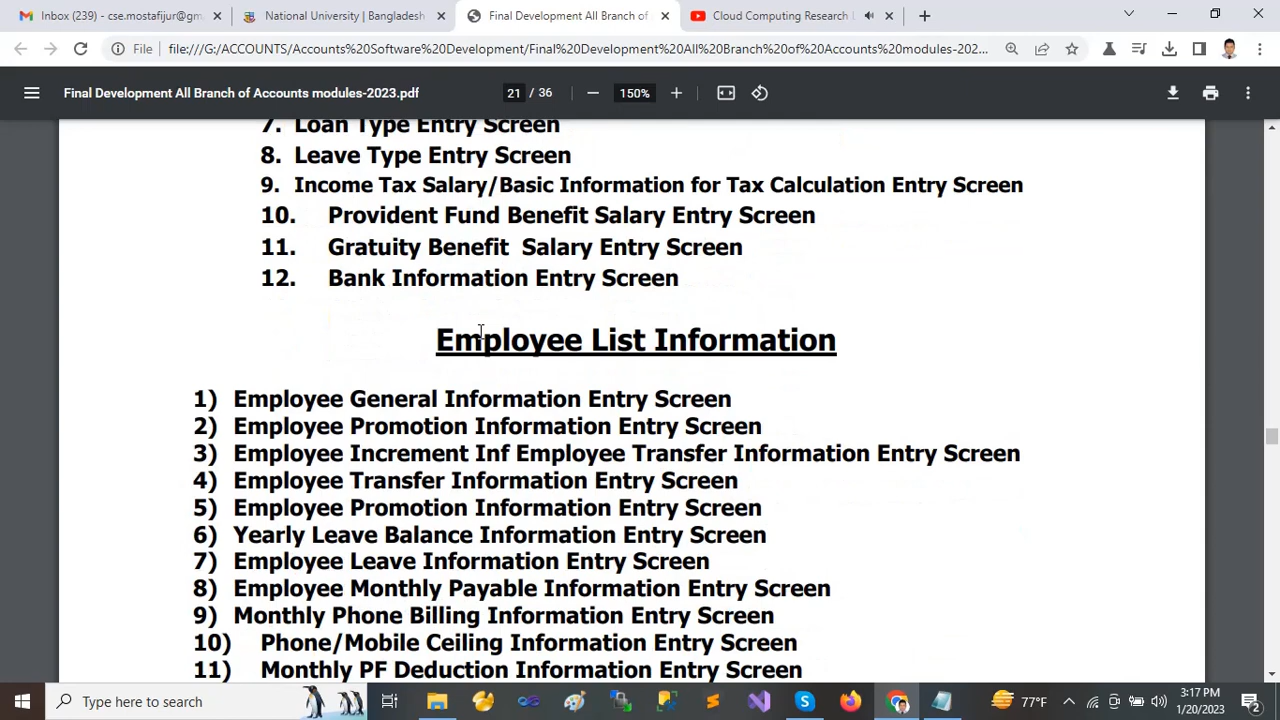 Inbox (239) - cse.mostafijur@gm
National University | Bangladesh
Final Development All Branch of
Cloud Computing Research
File
file:///G:/ACCOUNTS/Accounts%20Software%20Development/Final%20Development%20All%20Branch%20of%20Accounts%20modules-202...
Final Development All Branch of Accounts modules-2023.pdf
21 / 36
150%
7. Loan Type Entry Screen
8. Leave Type Entry Screen
9. Income Tax Salary/Basic Information for Tax Calculation Entry Screen
10. Provident Fund Benefit Salary Entry Screen
11. Gratuity Benefit Salary Entry Screen
12. Bank Information Entry Screen
Employee List Information
1) Employee General Information Entry Screen
2) Employee Promotion Information Entry Screen
3) Employee Increment Inf Employee Transfer Information Entry Screen
4) Employee Transfer Information Entry Screen
5) Employee Promotion Information Entry Screen
6) Yearly Leave Balance Information Entry Screen
7) Employee Leave Information Entry Screen
8) Employee Monthly Payable Information Entry Screen
9) Monthly Phone Billing Information Entry Screen
10) Phone/Mobile Ceiling Information Entry Screen
11) Monthly PF Deduction Information Entry Screen
Type here to search
77°F
3:17 PM
1/20/2023
2